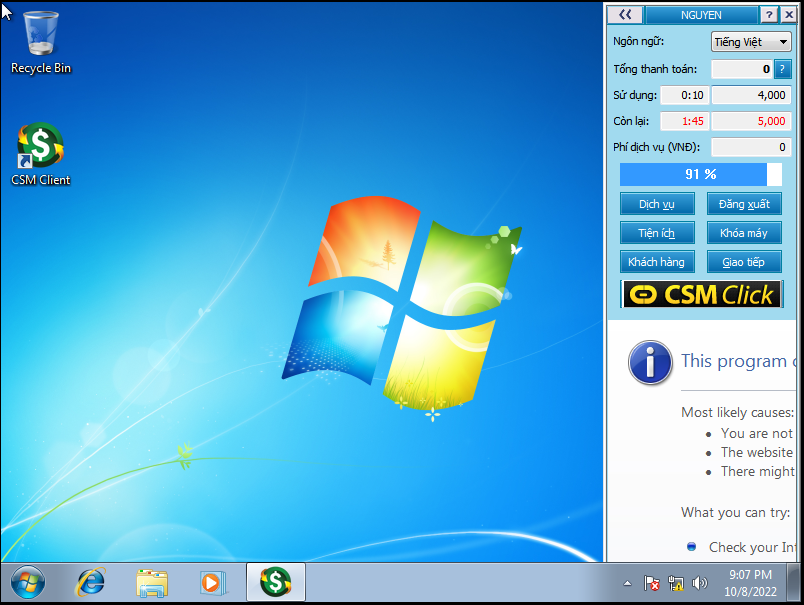 Recycle Bin
CSM Client
NGUYEN
?
Ngôn ngữ:
Tiếng Việt
Tổng thanh toán:
0
?
Sử dụng:
0:10
4,000
Còn lại:
1:45
5,000
Phí dịch vụ (VNĐ):
0
91 %
Dịch vụ
Đăng xuất
Tiện ích
Khóa máy
Khách hàng
Giao tiếp
CSM Click
This program c
Most likely causes:
You are not
The website
There might
What you can try:
Check your Int
9:07 PM
10/8/2022